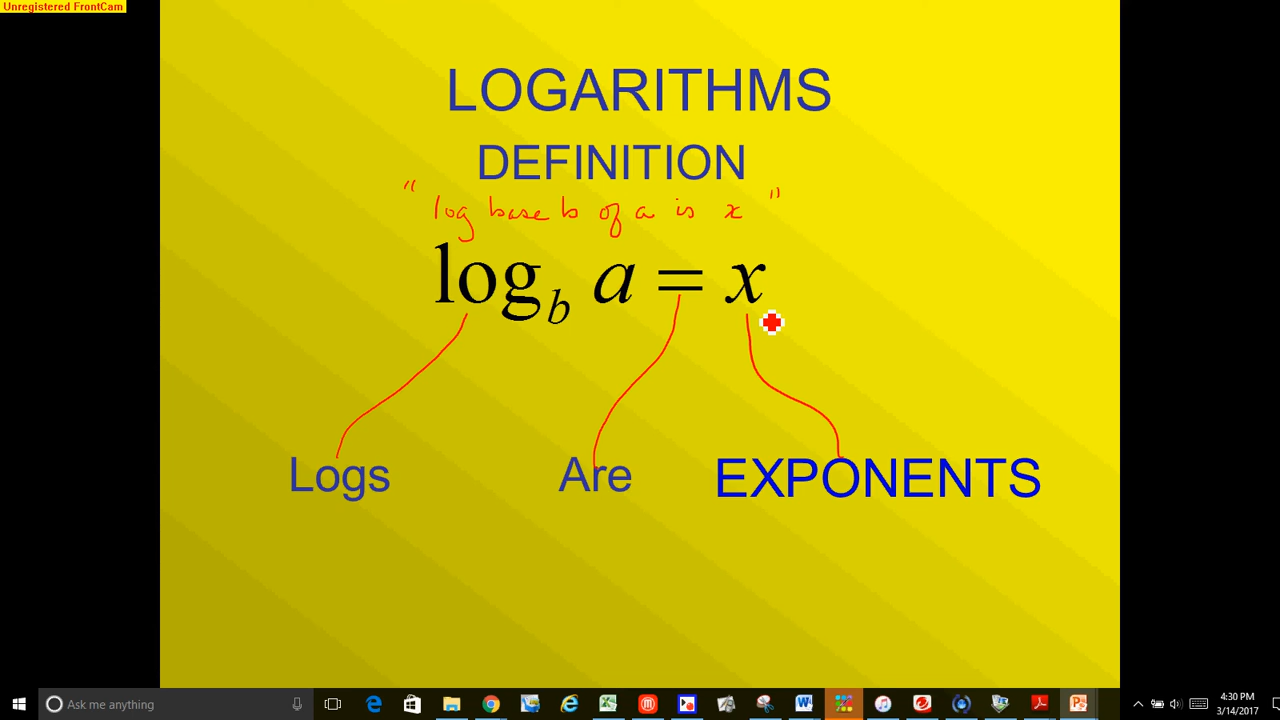 Unregistered FrontCam
LOGARITHMS
DEFINITION
"log base b of a is x"
log_b a = x
Logs Are EXPONENTS
Ask me anything
4:30 PM
3/14/2017